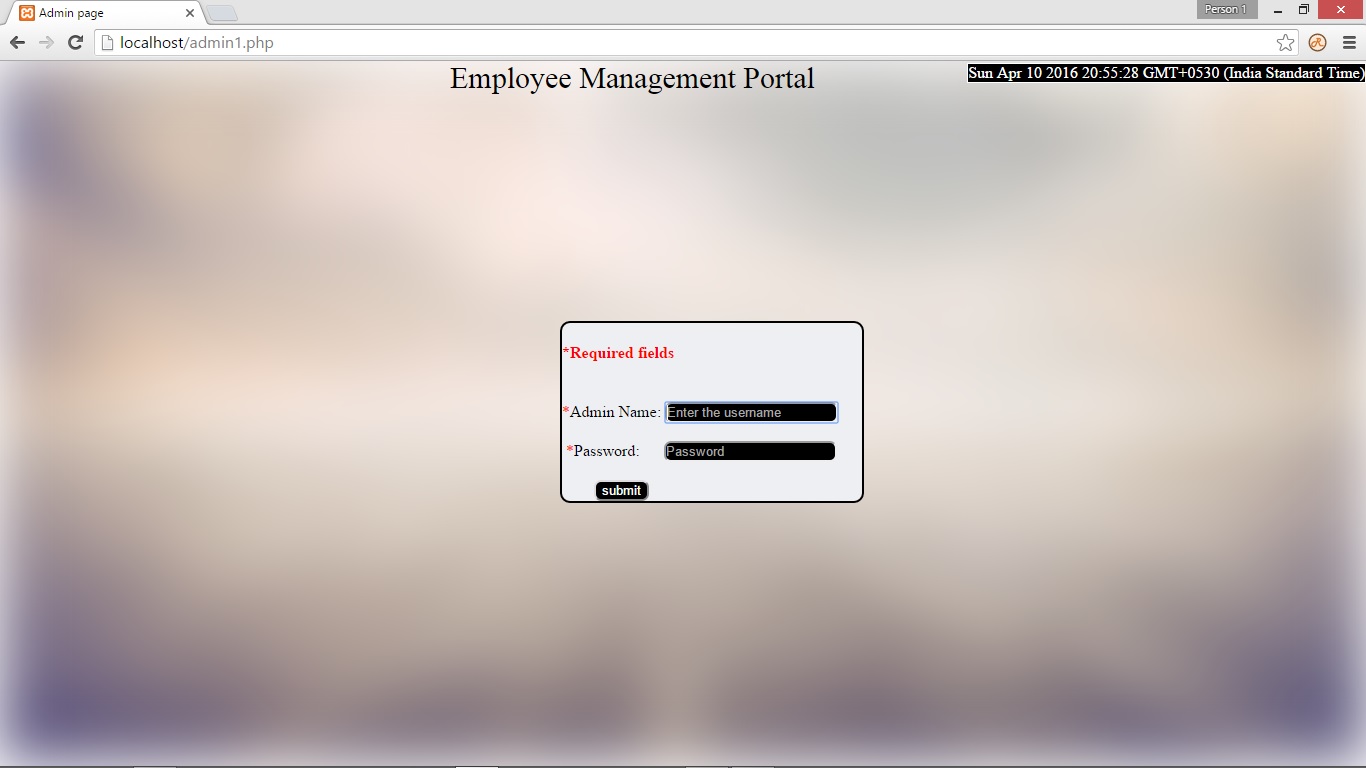 Admin page
Person 1
localhost/admin1.php
Employee Management Portal
Sun Apr 10 2016 20:55:28 GMT+0530 (India Standard Time)
*Required fields
*Admin Name: Enter the username
*Password: Password
submit